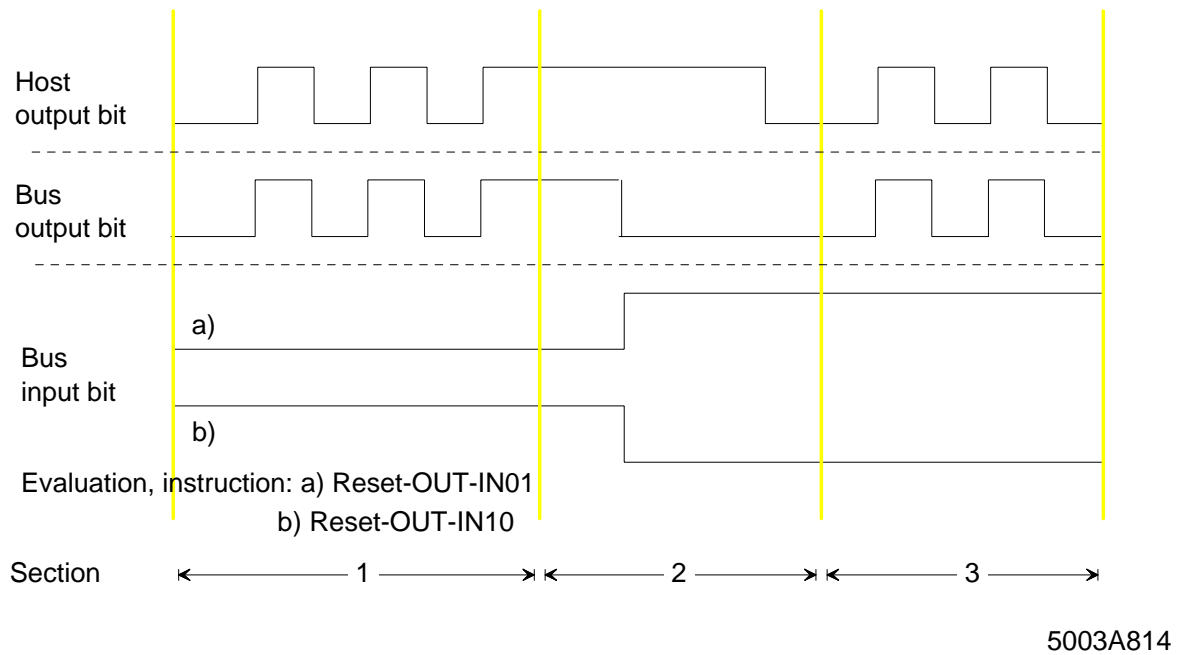 Host
output bit
Bus
output bit
a)
Bus
input bit
b)
Evaluation, instruction: a) Reset-OUT-IN01
b) Reset-OUT-IN10
Section 1 2 3
5003A814